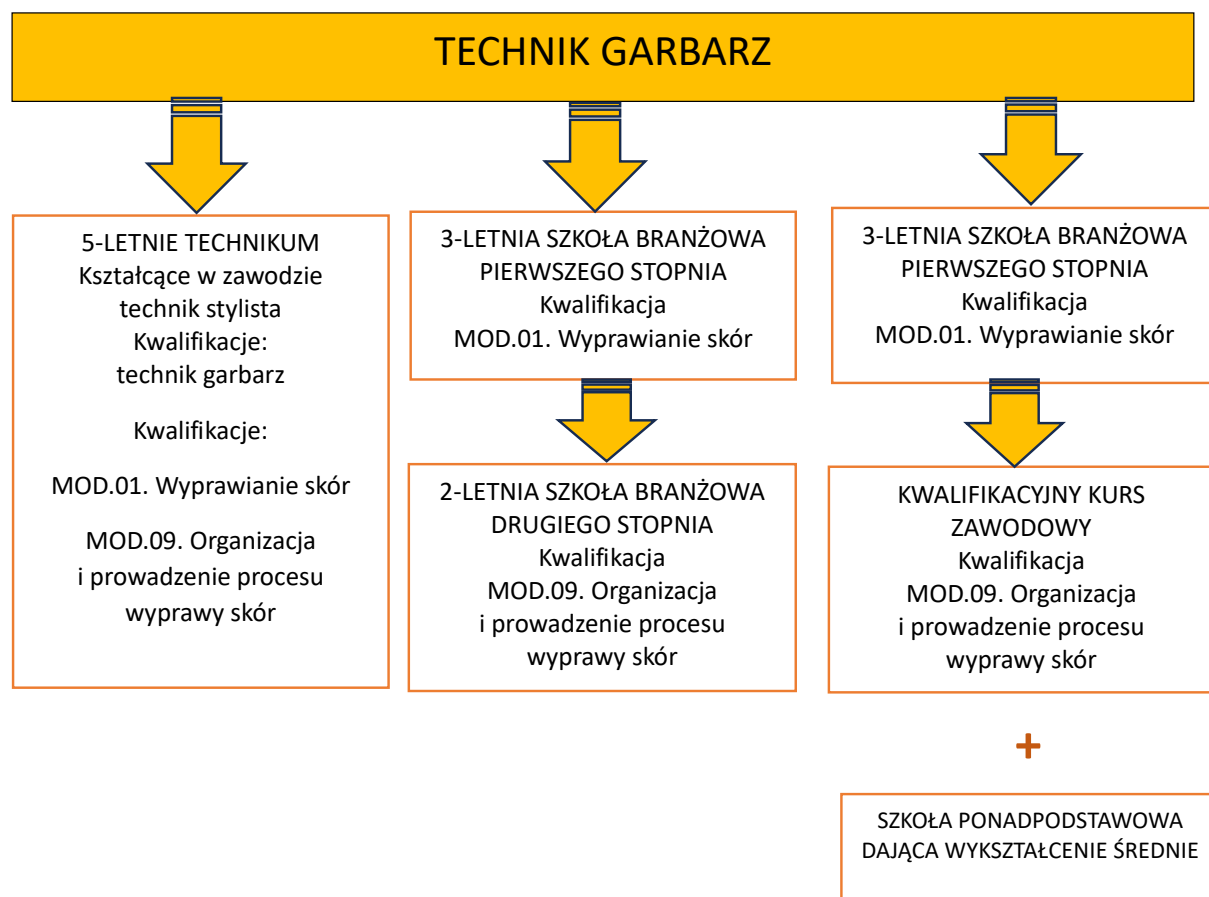 TECHNIK GARBARZ
5-LETNIE TECHNIKUM
Kształcące w zawodzie
technik stylista
Kwalifikacje:
technik garbarz
Kwalifikacje:
MOD.01. Wyprawianie skór
MOD.09. Organizacja
i prowadzenie procesu
wyprawy skór
3-LETNIA SZKOŁA BRANŻOWA
PIERWSZEGO STOPNIA
Kwalifikacja
MOD.01. Wyprawianie skór
2-LETNIA SZKOŁA BRANŻOWA
DRUGIEGO STOPNIA
Kwalifikacja
MOD.09. Organizacja
i prowadzenie procesu
wyprawy skór
3-LETNIA SZKOŁA BRANŻOWA
PIERWSZEGO STOPNIA
Kwalifikacja
MOD.01. Wyprawianie skór
KWALIFIKACYJNY KURS
ZAWODOWY
Kwalifikacja
MOD.09. Organizacja
i prowadzenie procesu
wyprawy skór
+
SZKOŁA PONADPODSTAWOWA
DAJĄCA WYKSZTAŁCENIE ŚREDNIE